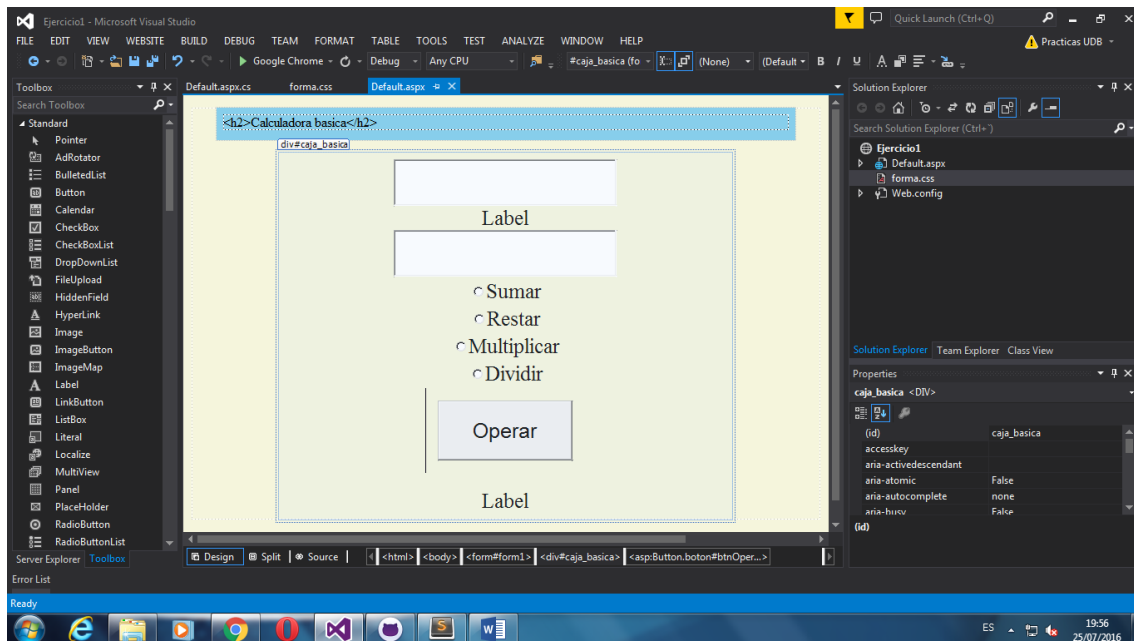 Ejercicio1 - Microsoft Visual Studio
Quick Launch (Ctrl+Q)
FILE EDIT VIEW WEBSITE BUILD DEBUG TEAM FORMAT TABLE TOOLS TEST ANALYZE WINDOW HELP
Practicas UDB
Google Chrome
Debug
Any CPU
#caja_basica (fo
(None)
(Default
B I U A
Toolbox
Search Toolbox
Standard
Pointer
AdRotator
BulletedList
Button
Calendar
CheckBox
CheckBoxList
DropDownList
FileUpload
HiddenField
HyperLink
Image
ImageButton
ImageMap
Label
LinkButton
ListBox
Literal
Localize
MultiView
Panel
PlaceHolder
RadioButton
RadioButtonList
Server Explorer Toolbox
Default.aspx.cs forma.css Default.aspx
<h2>Calculadora basica</h2>
div#caja_basica
Label
Sumar
Restar
Multiplicar
Dividir
Operar
Label
Design Split Source <html> <body> <form#form1> <div#caja_basica> <asp:Button.boton#btnOper...>
Solution Explorer
Search Solution Explorer (Ctrl+¨)
Ejercicio1
Default.aspx
forma.css
Web.config
Solution Explorer Team Explorer Class View
Properties
caja_basica <DIV>
(id) caja_basica
accesskey
aria-activedescendant
aria-atomic False
aria-autocomplete none
aria-busy False
(id)
Error List
Ready
ES
19:56
25/07/2016